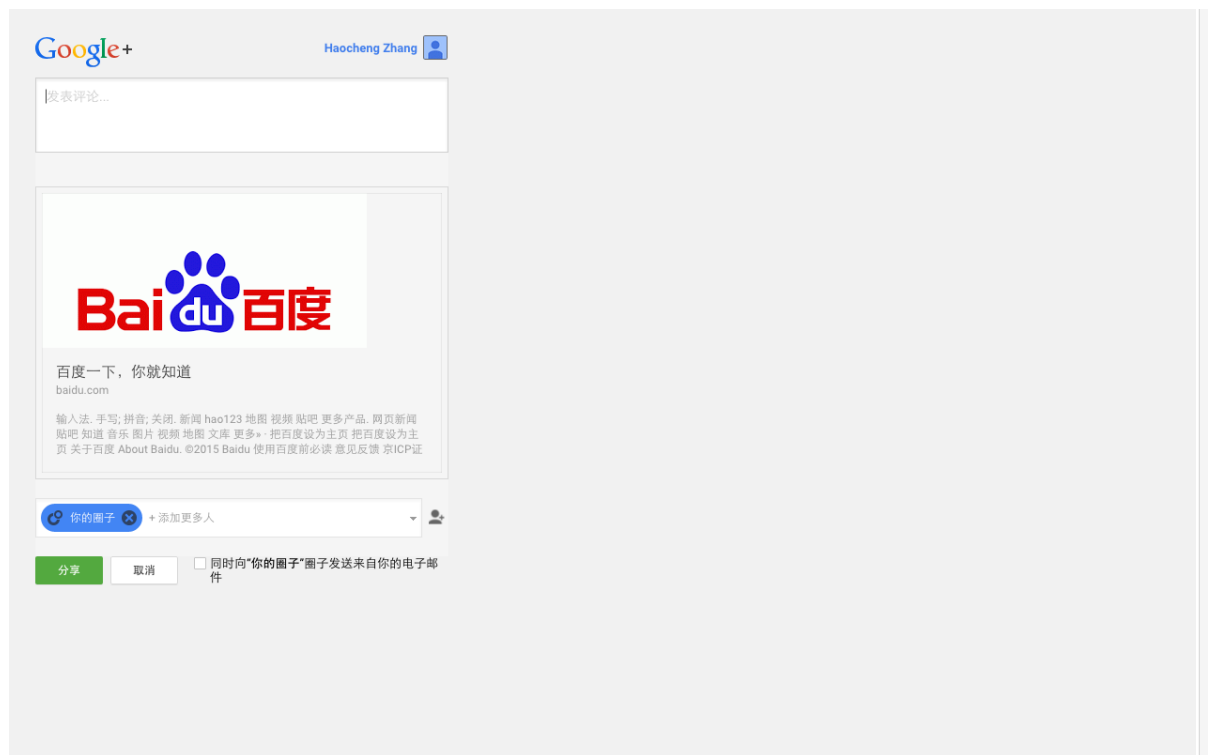 Google+
Haocheng Zhang
发表评论...
Bai du 百度
百度一下，你就知道
baidu.com
输入法. 手写; 拼音; 关闭. 新闻 hao123 地图 视频 贴吧 更多产品. 网页新闻
贴吧 知道 音乐 图片 视频 地图 文库 更多» · 把百度设为主页 把百度设为主
页 关于百度 About Baidu. ©2015 Baidu 使用百度前必读 意见反馈 京ICP证
你的圈子 + 添加更多人
分享 取消 同时向“你的圈子”圈子发送来自你的电子邮
件